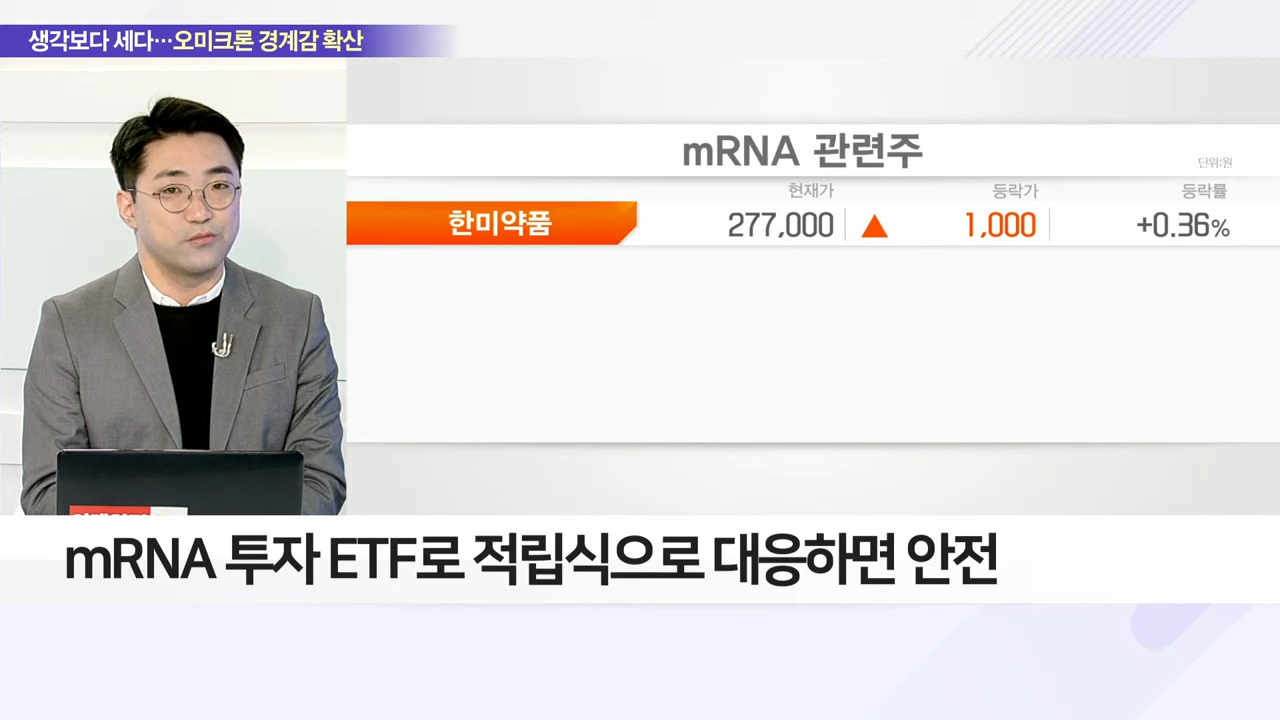 생각보다 세다…오미크론 경계감 확산
mRNA 관련주
단위:원
현재가 등락가 등락률
한미약품 277,000 ▲ 1,000 +0.36%
mRNA 투자 ETF로 적립식으로 대응하면 안전